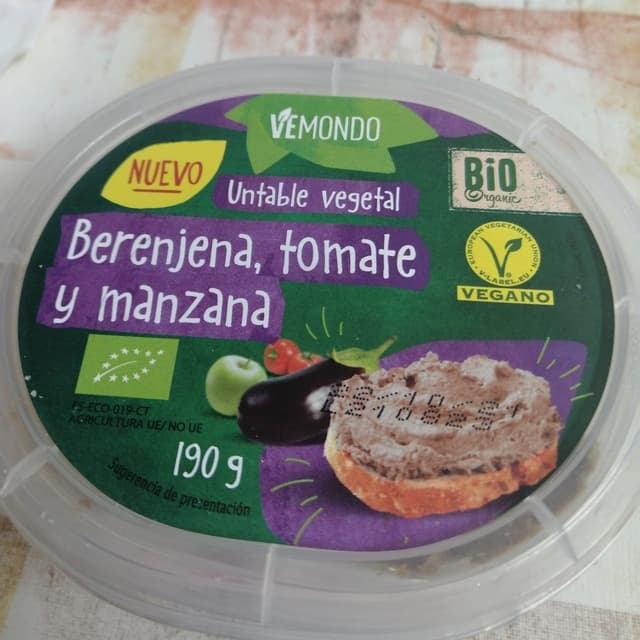 VEMONDO
NUEVO
Untable vegetal
Berenjena, tomate
y manzana
BiO
Organic
EUROPEAN VEGETARIAN UNION
V-LABEL.EU
VEGANO
ES-ECO-019-CT
AGRICULTURA UE/ NO UE
190 g
Sugerencia de presentación